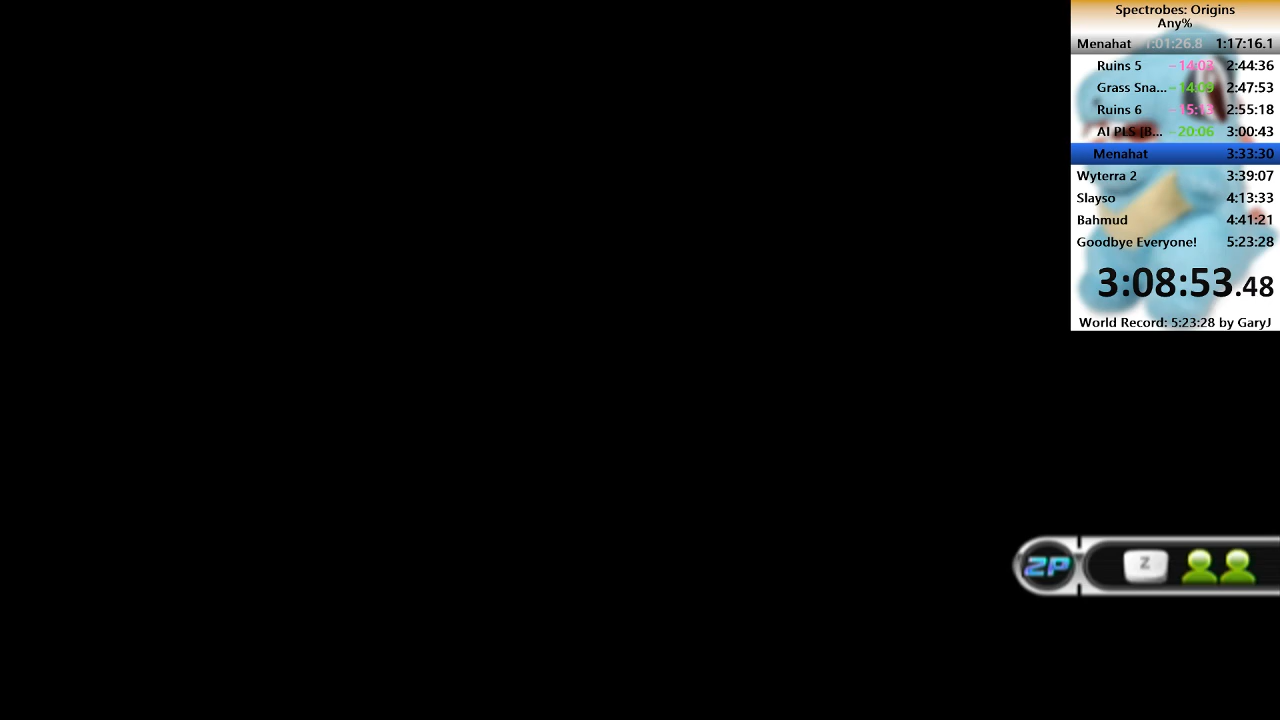 Spectrobes: Origins
Any%
Menahat 1:01:26.8 1:17:16.1
Ruins 5 −14:03 2:44:36
Grass Sna... −14:09 2:47:53
Ruins 6 −15:13 2:55:18
AI PLS [B... −20:06 3:00:43
Menahat 3:33:30
Wyterra 2 3:39:07
Slayso 4:13:33
Bahmud 4:41:21
Goodbye Everyone! 5:23:28
3:08:53.48
World Record: 5:23:28 by GaryJ
2P Z